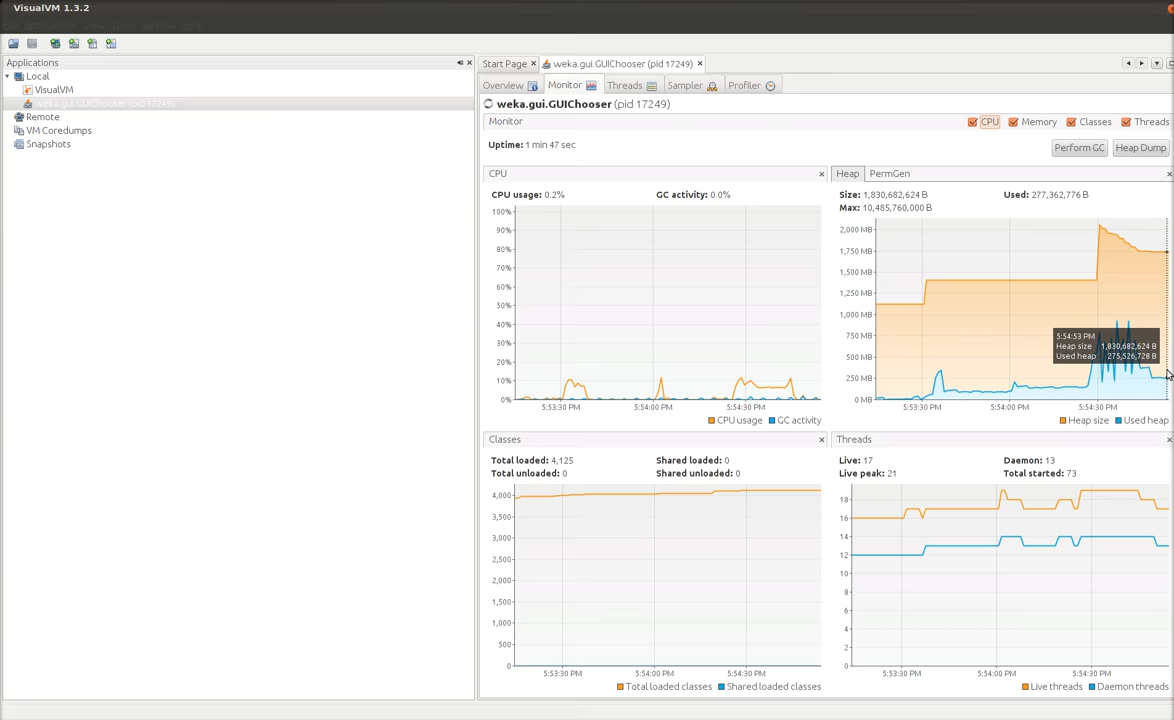 VisualVM 1.3.2
Applications
Local
VisualVM
weka.gui.GUIChooser (pid 17249)
Remote
VM Coredumps
Snapshots
Start Page
weka.gui.GUIChooser (pid 17249)
Overview Monitor Threads Sampler Profiler
weka.gui.GUIChooser (pid 17249)
Monitor
CPU Memory Classes Threads
Uptime: 1 min 47 sec
Perform GC Heap Dump
CPU
CPU usage: 0.2% GC activity: 0.0%
100%
90%
80%
70%
60%
50%
40%
30%
20%
10%
0%
5:53:30 PM 5:54:00 PM 5:54:30 PM
CPU usage GC activity
Heap PermGen
Size: 1,830,682,624 B Used: 277,362,776 B
Max: 10,485,760,000 B
2,000 MB
1,750 MB
1,500 MB
1,250 MB
1,000 MB
750 MB
500 MB
250 MB
0 MB
5:54:53 PM
Heap size 1,830,682,624 B
Used heap 275,526,728 B
5:53:30 PM 5:54:00 PM 5:54:30 PM
Heap size Used heap
Classes
Total loaded: 4,125 Shared loaded: 0
Total unloaded: 0 Shared unloaded: 0
4,000
3,500
3,000
2,500
2,000
1,500
1,000
500
0
5:53:30 PM 5:54:00 PM 5:54:30 PM
Total loaded classes Shared loaded classes
Threads
Live: 17 Daemon: 13
Live peak: 21 Total started: 73
18
16
14
12
10
8
6
4
2
0
5:53:30 PM 5:54:00 PM 5:54:30 PM
Live threads Daemon threads